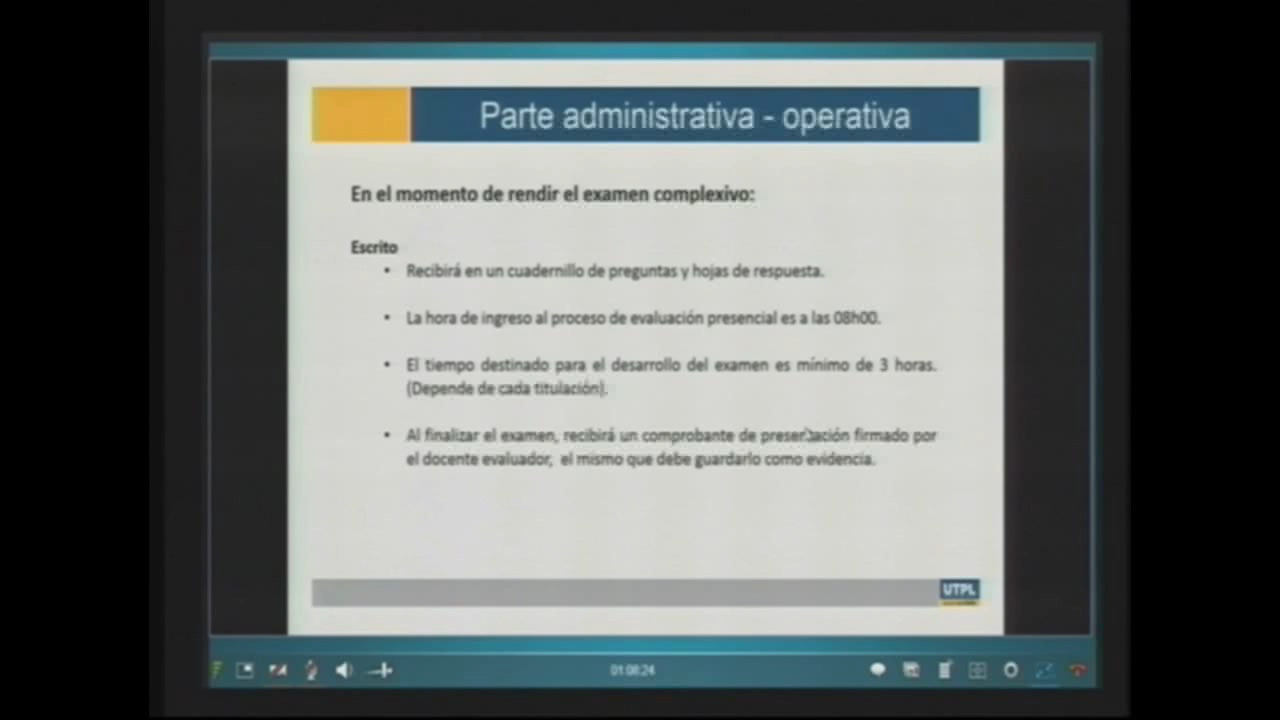 Parte administrativa - operativa
En el momento de rendir el examen complexivo:
Escrito
• Recibirá en un cuadernillo de preguntas y hojas de respuesta.
• La hora de ingreso al proceso de evaluación presencial es a las 08h00.
• El tiempo destinado para el desarrollo del examen es mínimo de 3 horas.
(Depende de cada titulación).
• Al finalizar el examen, recibirá un comprobante de presentación firmado por
el docente evaluador, el mismo que debe guardarlo como evidencia.
UTPL
01:08:24